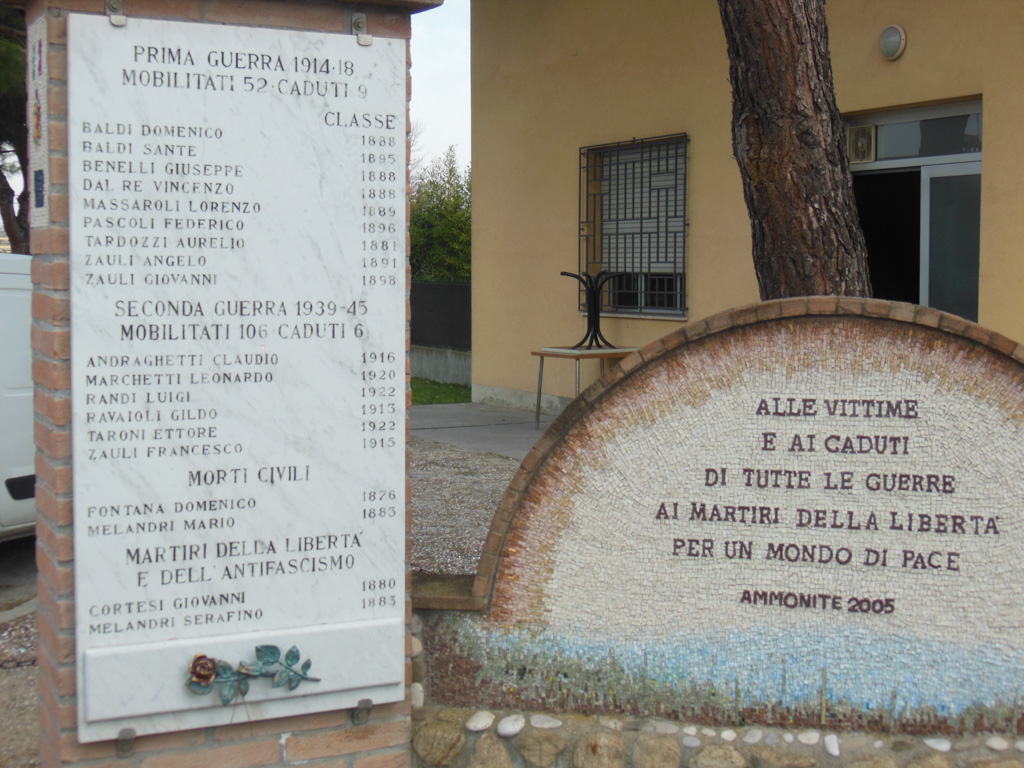 PRIMA GUERRA 1914·18
MOBILITATI 52·CADUTI 9
CLASSE
BALDI DOMENICO 1888
BALDI SANTE 1895
BENELLI GIUSEPPE 1888
DAL RE VINCENZO 1888
MASSAROLI LORENZO 1889
PASCOLI FEDERICO 1896
TARDOZZI AURELIO 1881
ZAULI ANGELO 1891
ZAULI GIOVANNI 1898
SECONDA GUERRA 1939-45
MOBILITATI 106·CADUTI 6
ANDRAGHETTI CLAUDIO 1916
MARCHETTI LEONARDO 1920
RANDI LUIGI 1922
RAVAIOLI GILDO 1913
TARONI ETTORE 1922
ZAULI FRANCESCO 1915
MORTI CIVILI
FONTANA DOMENICO 1876
MELANDRI MARIO 1883
MARTIRI DELLA LIBERTA'
E DELL'ANTIFASCISMO
CORTESI GIOVANNI 1880
MELANDRI SERAFINO 1883
ALLE VITTIME
E AI CADUTI
DI TUTTE LE GUERRE
AI MARTIRI DELLA LIBERTA'
PER UN MONDO DI PACE
AMMONITE 2005